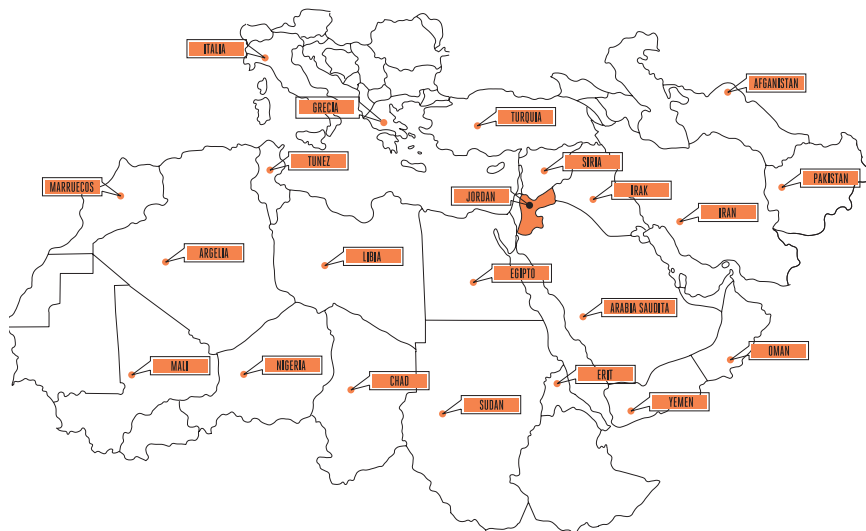 ITALIA
AFGANISTAN
GRECIA
TURQUIA
TUNEZ
SIRIA
PAKISTAN
MARRUECOS
JORDAN
IRAK
IRAN
ARGELIA
LIBIA
EGIPTO
ARABIA SAUDITA
OMAN
MALI
NIGERIA
CHAD
ERIT
SUDAN
YEMEN